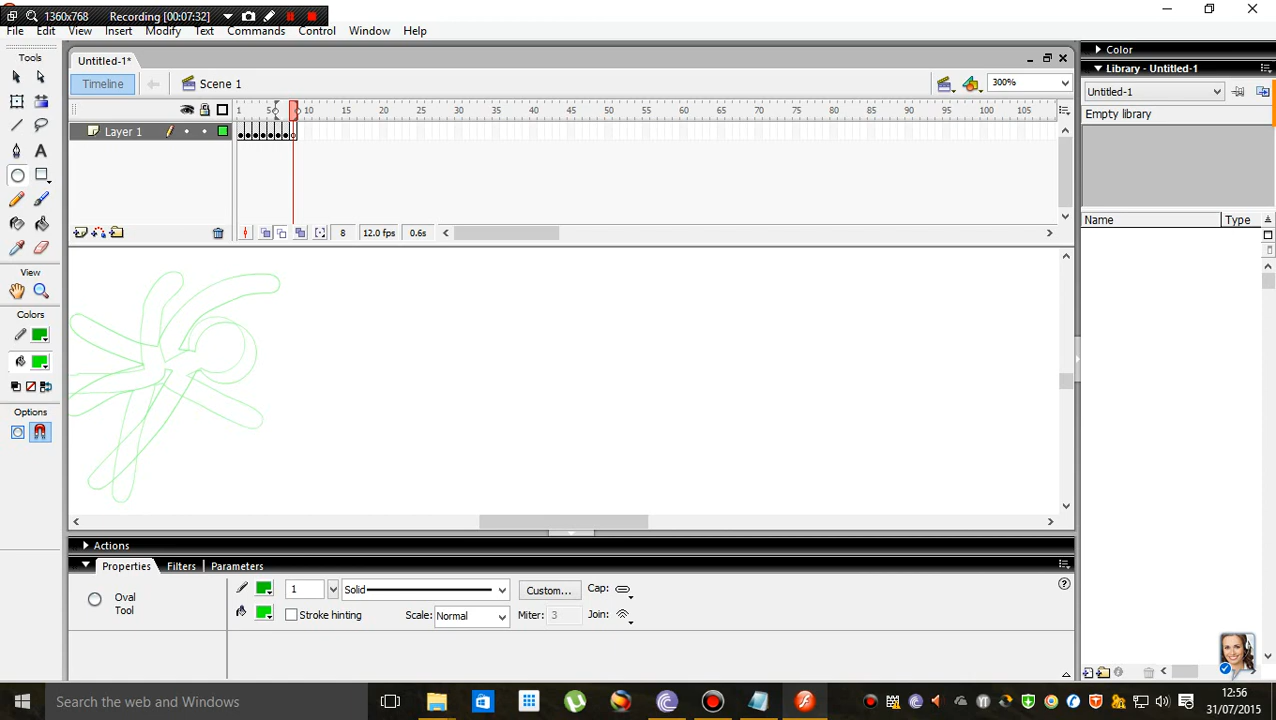 1360x768 Recording [00:07:32]
File Edit View Insert Modify Text Commands Control Window Help
Tools
Untitled-1*
Timeline
Scene 1
300%
1 5 10 15 20 25 30 35 40 45 50 55 60 65 70 75 80 85 90 95 100 105
Layer 1
8 12.0 fps 0.6s
View
Colors
Options
Color
Library - Untitled-1
Untitled-1
Empty library
Name Type
Actions
Properties Filters Parameters
Oval
Tool
1 Solid Custom... Cap:
Stroke hinting Scale: Normal Miter: 3 Join:
Search the web and Windows
12:56
31/07/2015